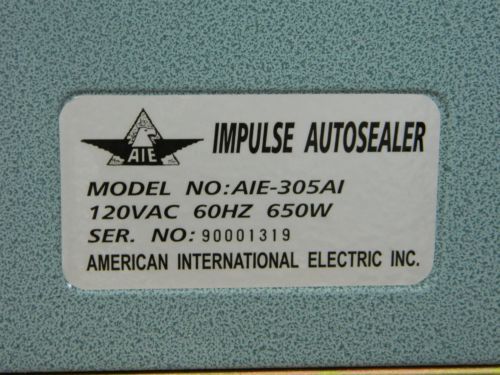 AIE
IMPULSE AUTOSEALER
MODEL NO:AIE-305AI
120VAC 60HZ 650W
SER. NO: 90001319
AMERICAN INTERNATIONAL ELECTRIC INC.